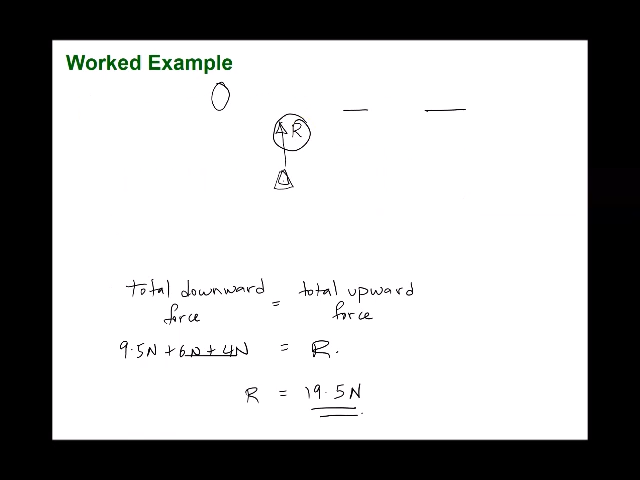 Worked Example
R
total downward force = total upward force
9.5N + 6N + 4N = R.
R = 19.5N